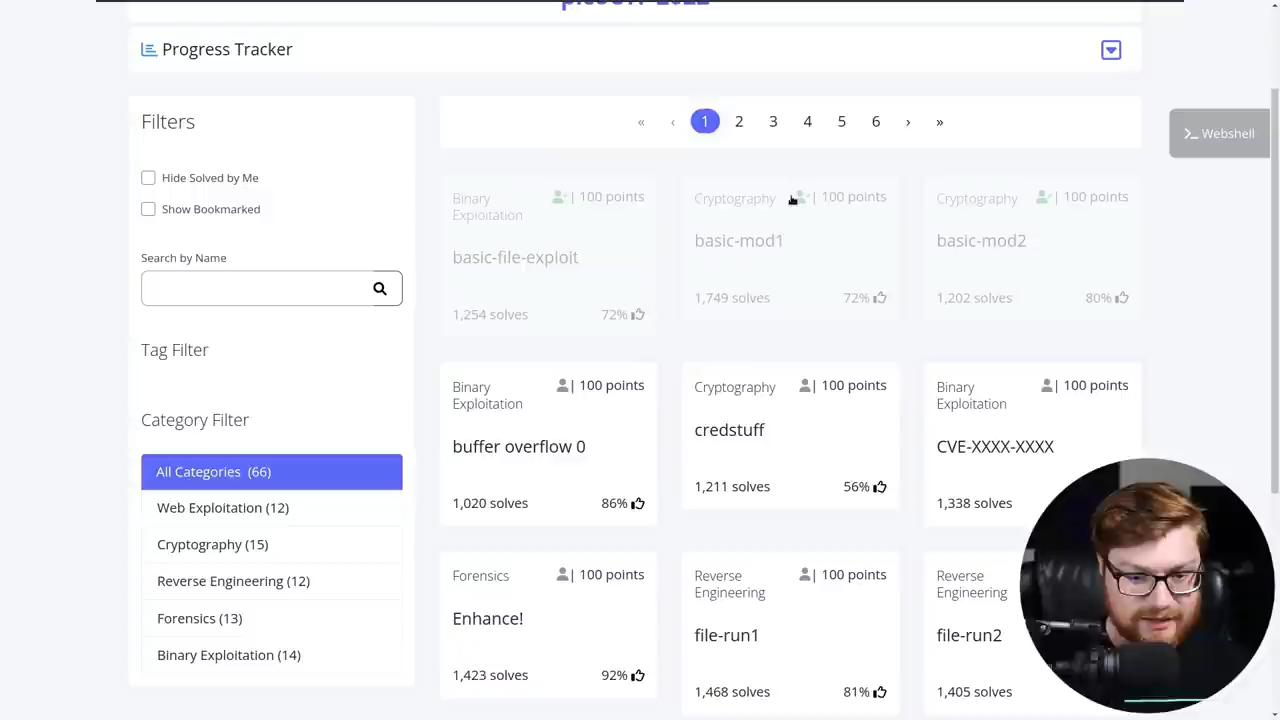 Progress Tracker
Filters
Hide Solved by Me
Show Bookmarked
Search by Name
Tag Filter
Category Filter
All Categories (66)
Web Exploitation (12)
Cryptography (15)
Reverse Engineering (12)
Forensics (13)
Binary Exploitation (14)
« ‹ 1 2 3 4 5 6 › »
Binary
Exploitation
| 100 points
basic-file-exploit
1,254 solves
72%
Cryptography
| 100 points
basic-mod1
1,749 solves
72%
Cryptography
| 100 points
basic-mod2
1,202 solves
80%
Binary
Exploitation
| 100 points
buffer overflow 0
1,020 solves
86%
Cryptography
| 100 points
credstuff
1,211 solves
56%
Binary
Exploitation
| 100 points
CVE-XXXX-XXXX
1,338 solves
Forensics
| 100 points
Enhance!
1,423 solves
92%
Reverse
Engineering
| 100 points
file-run1
1,468 solves
81%
Reverse
Engineering
| 100 points
file-run2
1,405 solves
Webshell